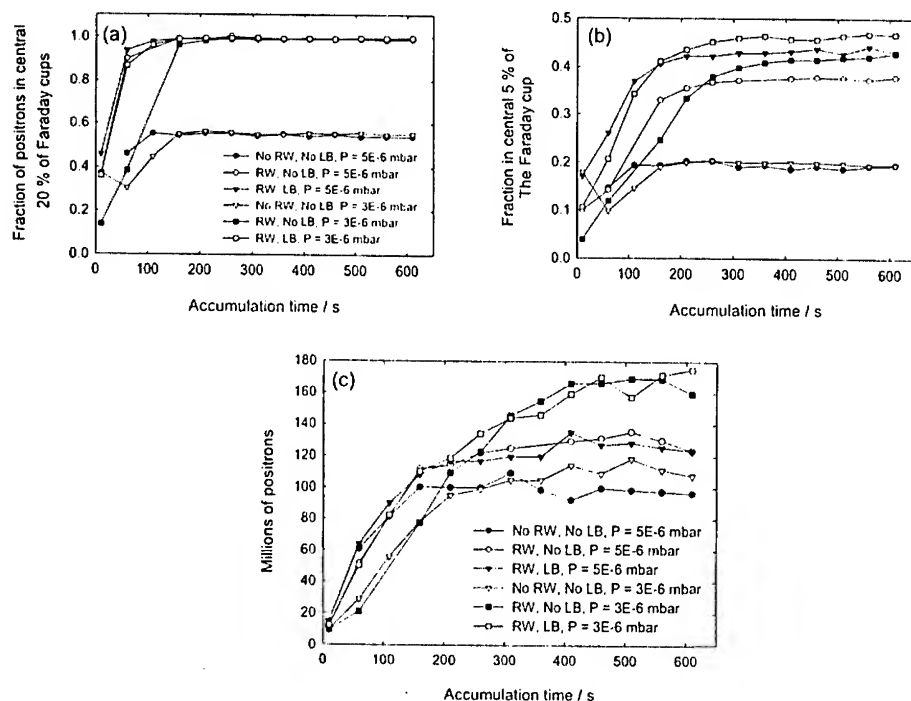 (a)
Fraction of positrons in central
20 % of Faraday cups
1.0
0.8
0.6
0.4
0.2
0.0
No RW, No LB, P = 5E-6 mbar
RW, No LB, P = 5E-6 mbar
RW, LB, P = 5E-6 mbar
No RW, No LB, P = 3E-6 mbar
RW, No LB, P = 3E-6 mbar
RW, LB, P = 3E-6 mbar
0 100 200 300 400 500 600
Accumulation time / s
(b)
Fraction in central 5 % of
The Faraday cup
0.5
0.4
0.3
0.2
0.1
0.0
0 100 200 300 400 500 600
Accumulation time / s
(c)
Millions of positrons
180
160
140
120
100
80
60
40
20
0
No RW, No LB, P = 5E-6 mbar
RW, No LB, P = 5E-6 mbar
RW, LB, P = 5E-6 mbar
No RW, No LB, P = 3E-6 mbar
RW, No LB, P = 3E-6 mbar
RW, LB, P = 3E-6 mbar
0 100 200 300 400 500 600
Accumulation time / s